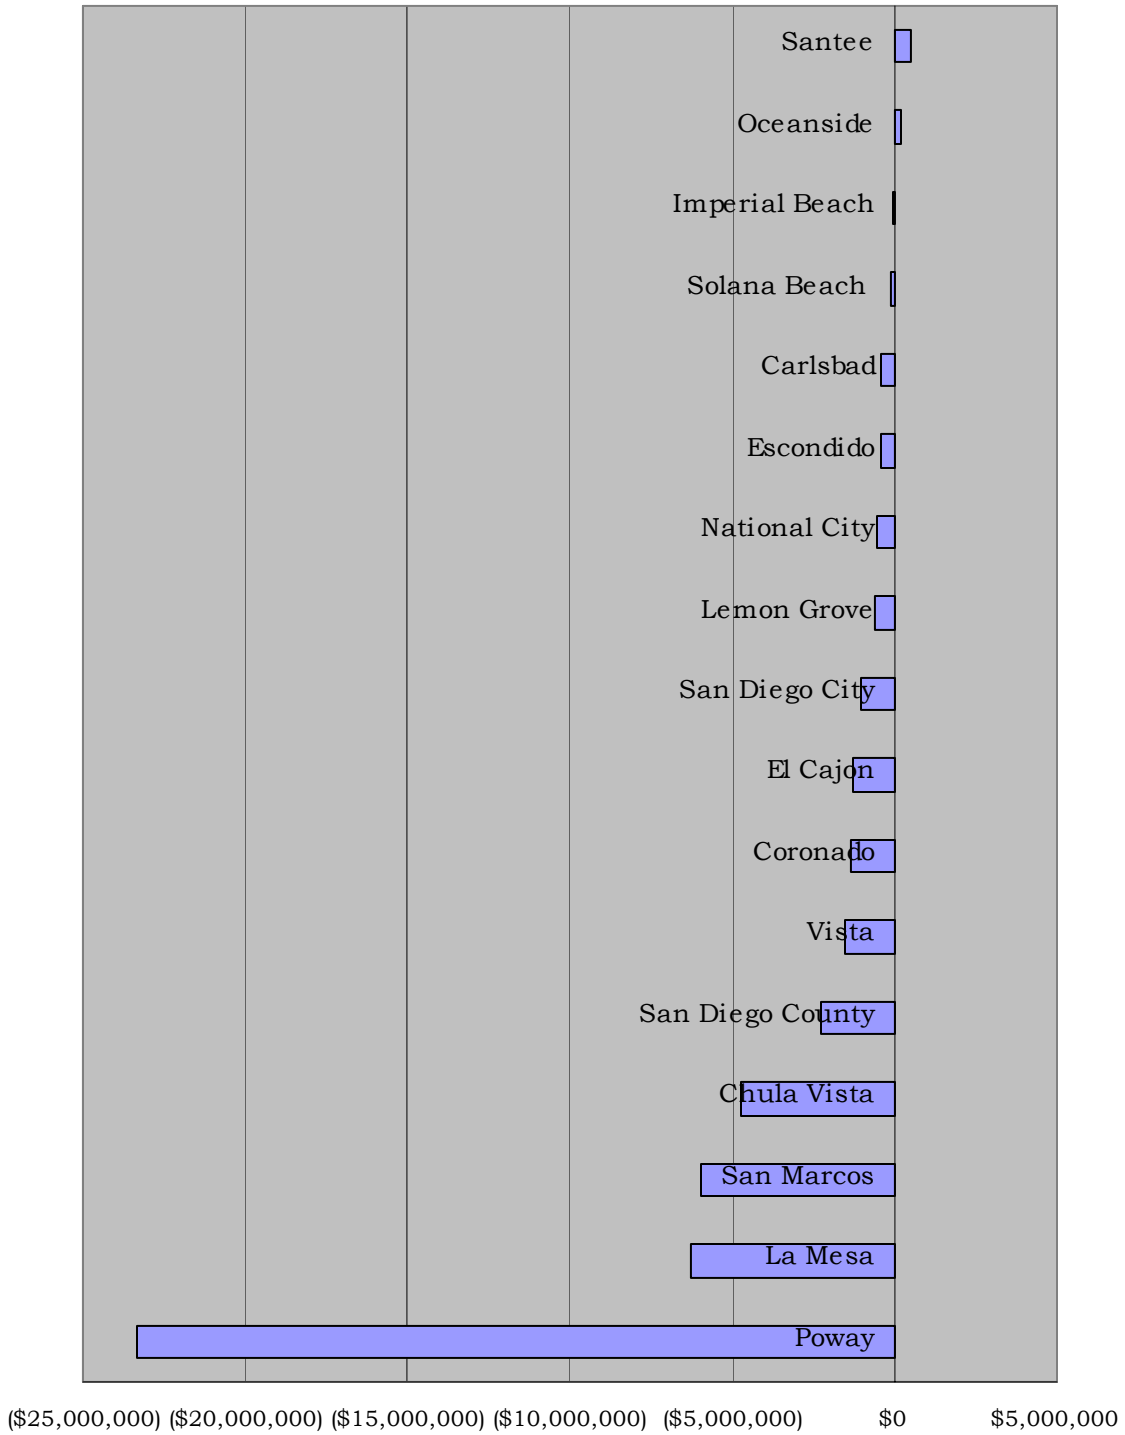 Santee
Oceanside
Imperial Beach
Solana Beach
Carlsbad
Escondido
National City
Lemon Grove
San Diego City
El Cajon
Coronado
Vista
San Diego County
Chula Vista
San Marcos
La Mesa
Poway
($25,000,000) ($20,000,000) ($15,000,000) ($10,000,000) ($5,000,000) $0 $5,000,000